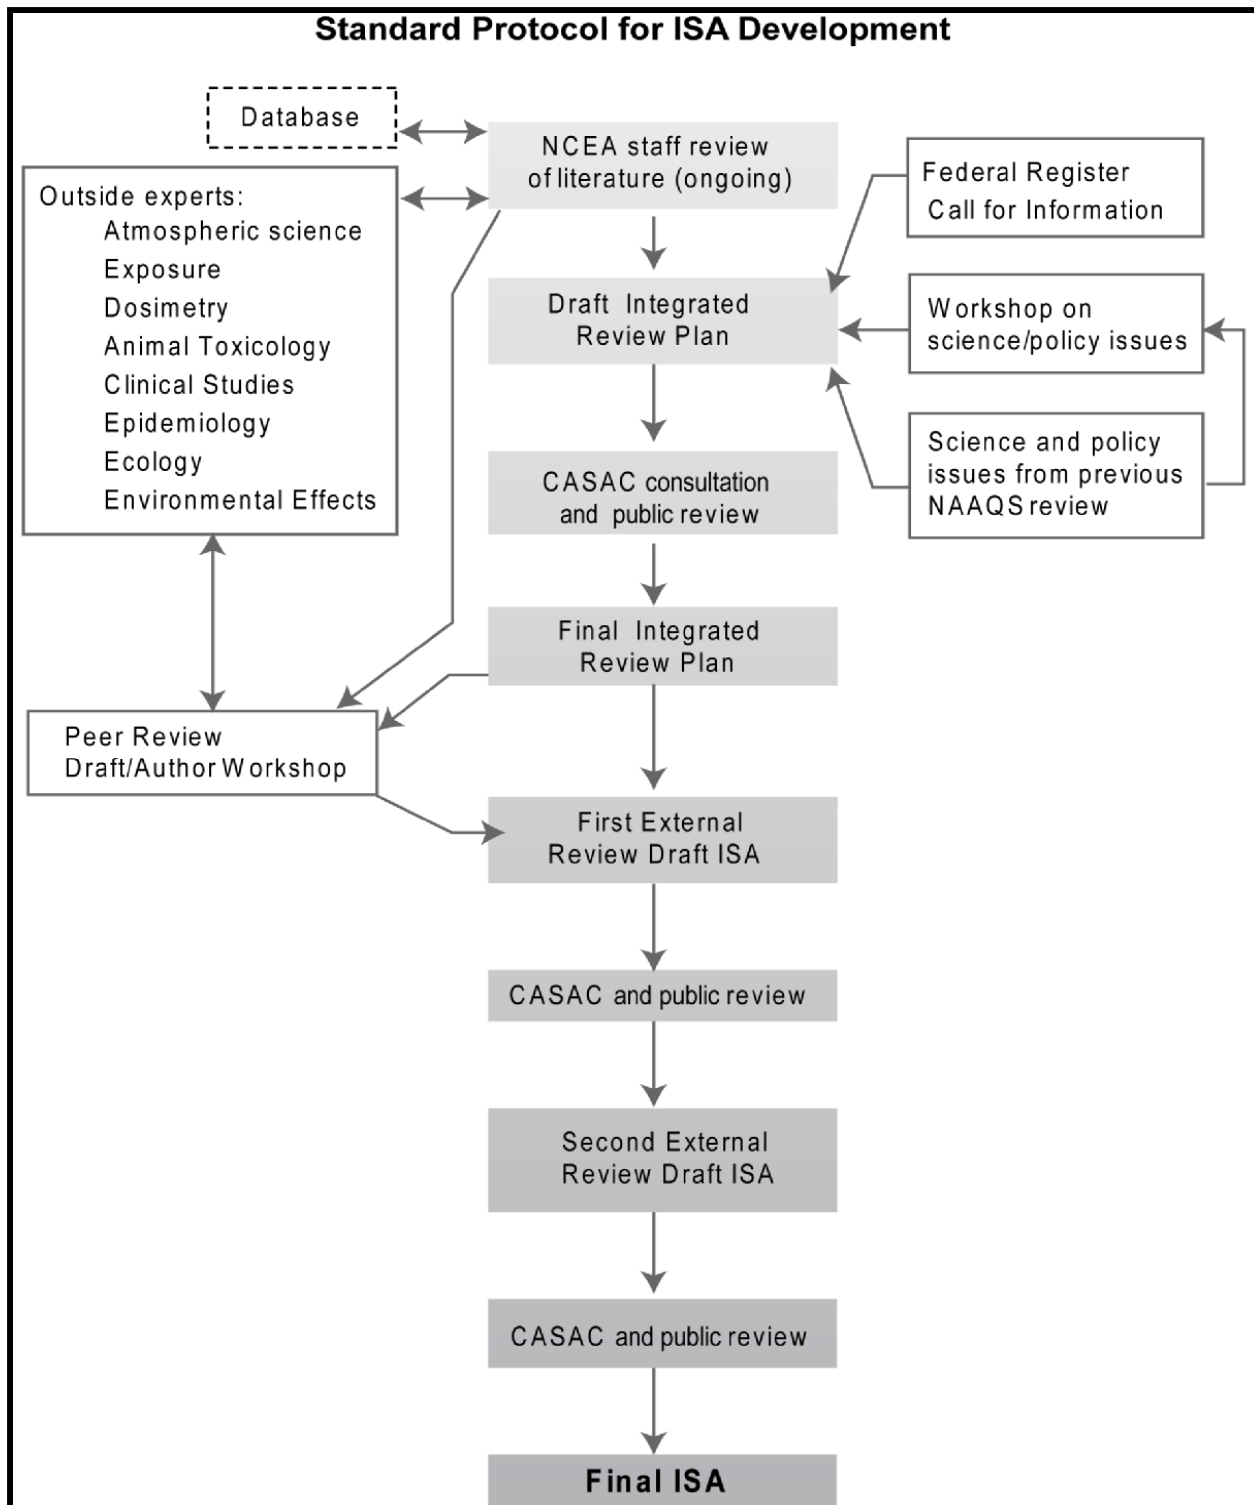 Standard Protocol for ISA Development
Database
NCEA staff review
of literature (ongoing)
Outside experts:
Atmospheric science
Exposure
Dosimetry
Animal Toxicology
Clinical Studies
Epidemiology
Ecology
Environmental Effects
Federal Register
Call for Information
Draft Integrated
Review Plan
Workshop on
science/policy issues
Science and policy
issues from previous
NAAQS review
CASAC consultation
and public review
Final Integrated
Review Plan
Peer Review
Draft/Author Workshop
First External
Review Draft ISA
CASAC and public review
Second External
Review Draft ISA
CASAC and public review
Final ISA